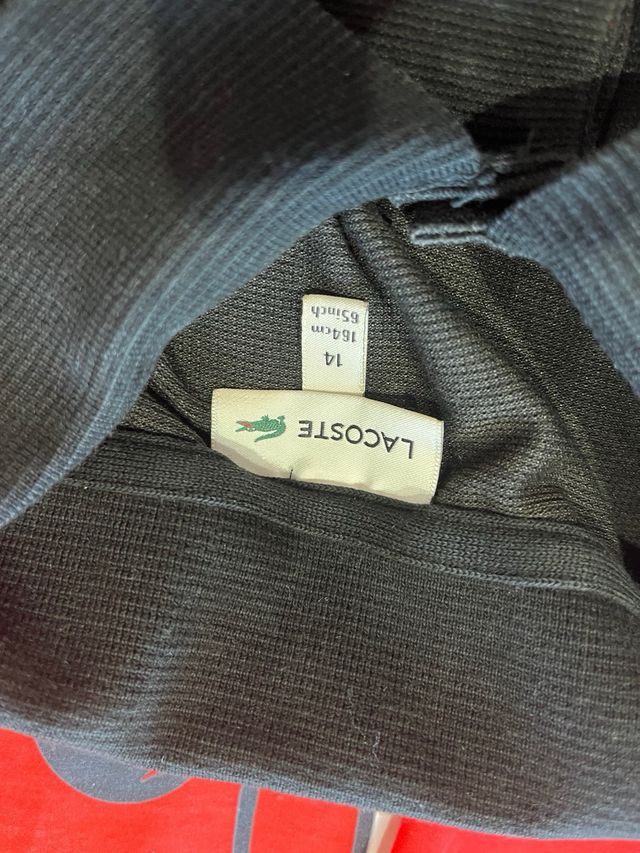 LACOSTE
14
164cm
65inch